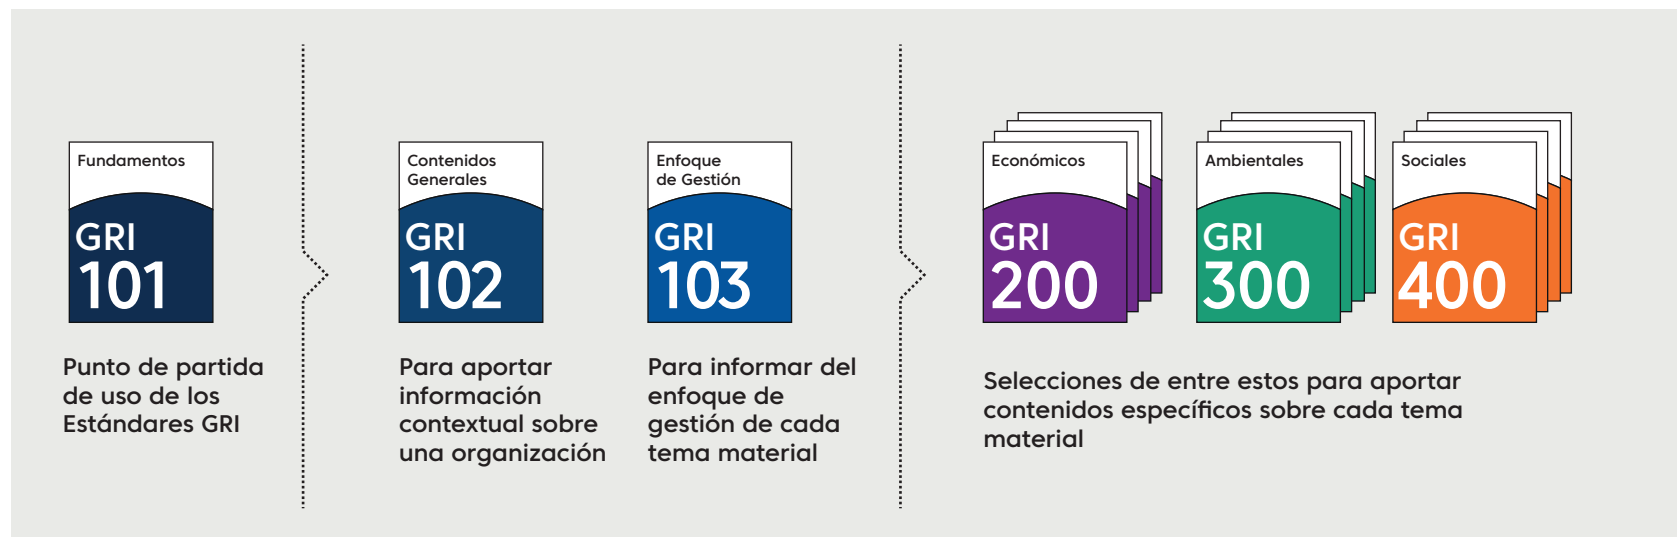 Fundamentos
GRI
101
Punto de partida
de uso de los
Estándares GRI
Contenidos
Generales
GRI
102
Para aportar
información
contextual sobre
una organización
Enfoque
de Gestión
GRI
103
Para informar del
enfoque de
gestión de cada
tema material
Económicos
GRI
200
Ambientales
GRI
300
Sociales
GRI
400
Selecciones de entre estos para aportar
contenidos específicos sobre cada tema
material